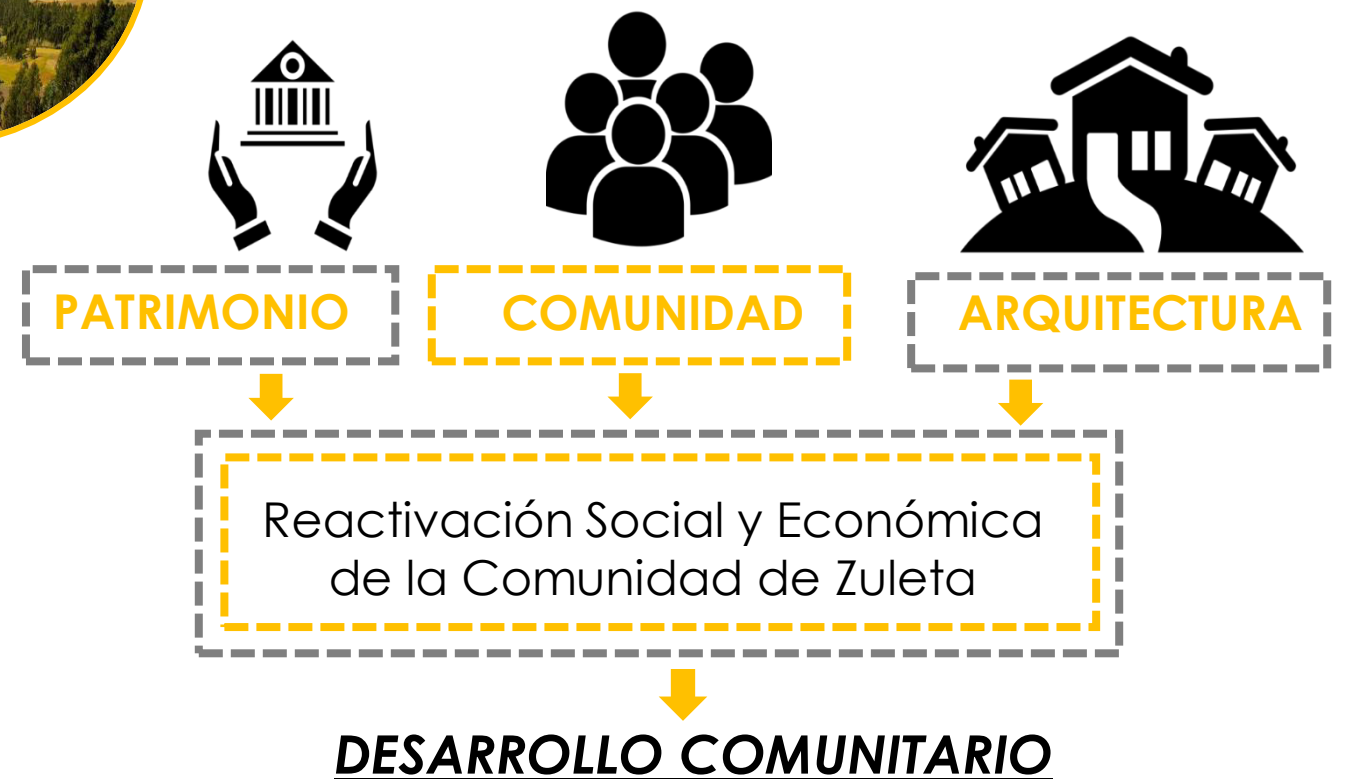 PATRIMONIO
COMUNIDAD
ARQUITECTURA
Reactivación Social y Económica
de la Comunidad de Zuleta
DESARROLLO COMUNITARIO